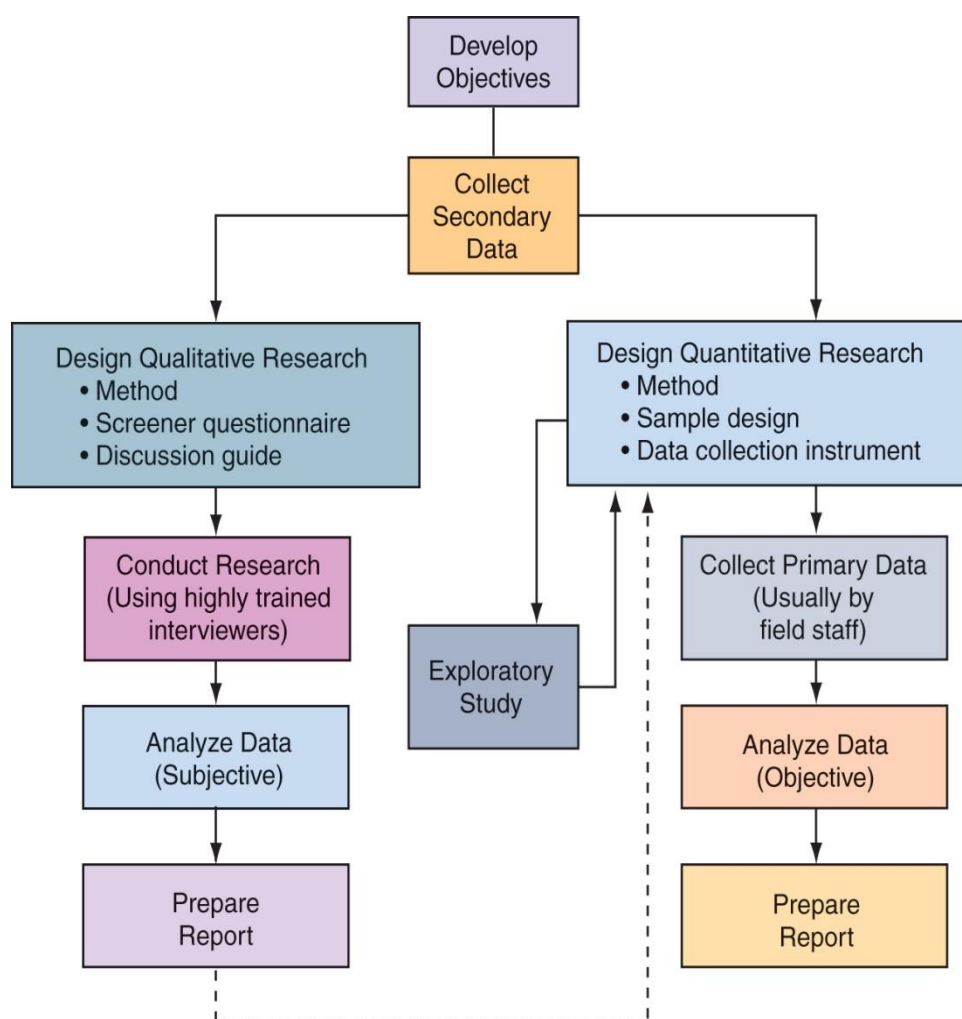 Develop
Objectives
Collect
Secondary
Data
Design Qualitative Research
• Method
• Screener questionnaire
• Discussion guide
Design Quantitative Research
• Method
• Sample design
• Data collection instrument
Conduct Research
(Using highly trained
interviewers)
Exploratory
Study
Collect Primary Data
(Usually by
field staff)
Analyze Data
(Subjective)
Analyze Data
(Objective)
Prepare
Report
Prepare
Report